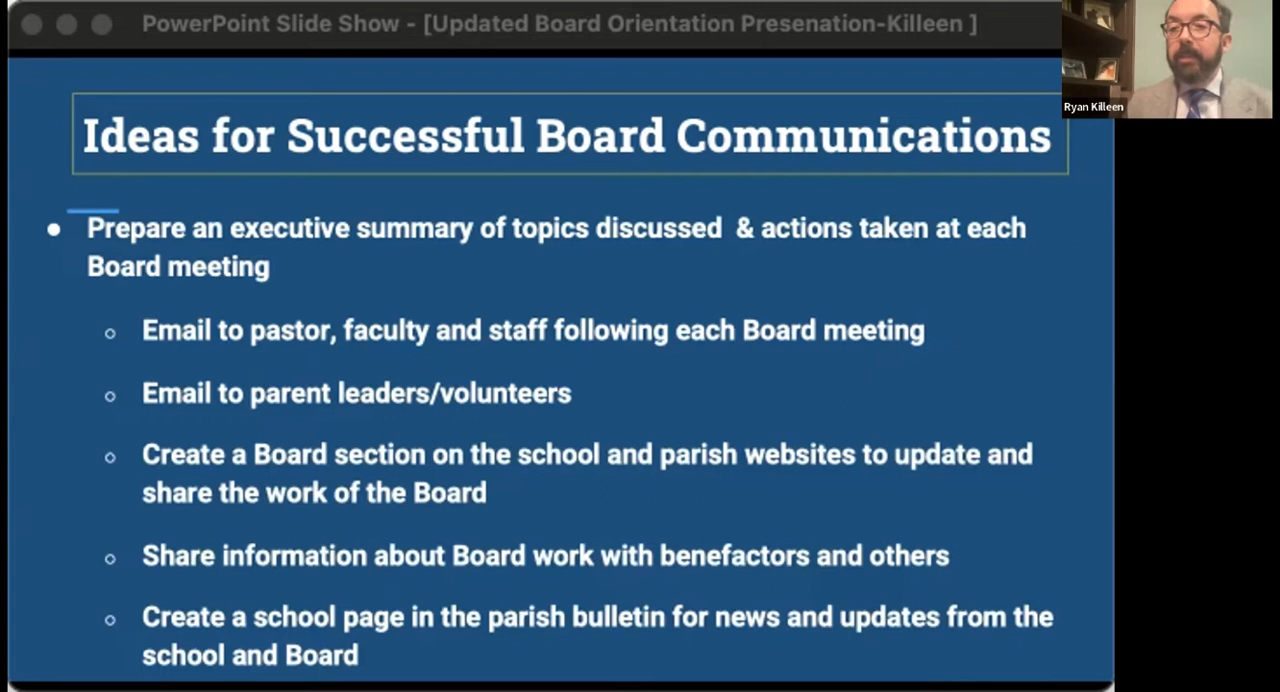 PowerPoint Slide Show - [Updated Board Orientation Presenation-Killeen ]
Ryan Killeen
Ideas for Successful Board Communications
● Prepare an executive summary of topics discussed & actions taken at each
Board meeting
○ Email to pastor, faculty and staff following each Board meeting
○ Email to parent leaders/volunteers
○ Create a Board section on the school and parish websites to update and
share the work of the Board
○ Share information about Board work with benefactors and others
○ Create a school page in the parish bulletin for news and updates from the
school and Board